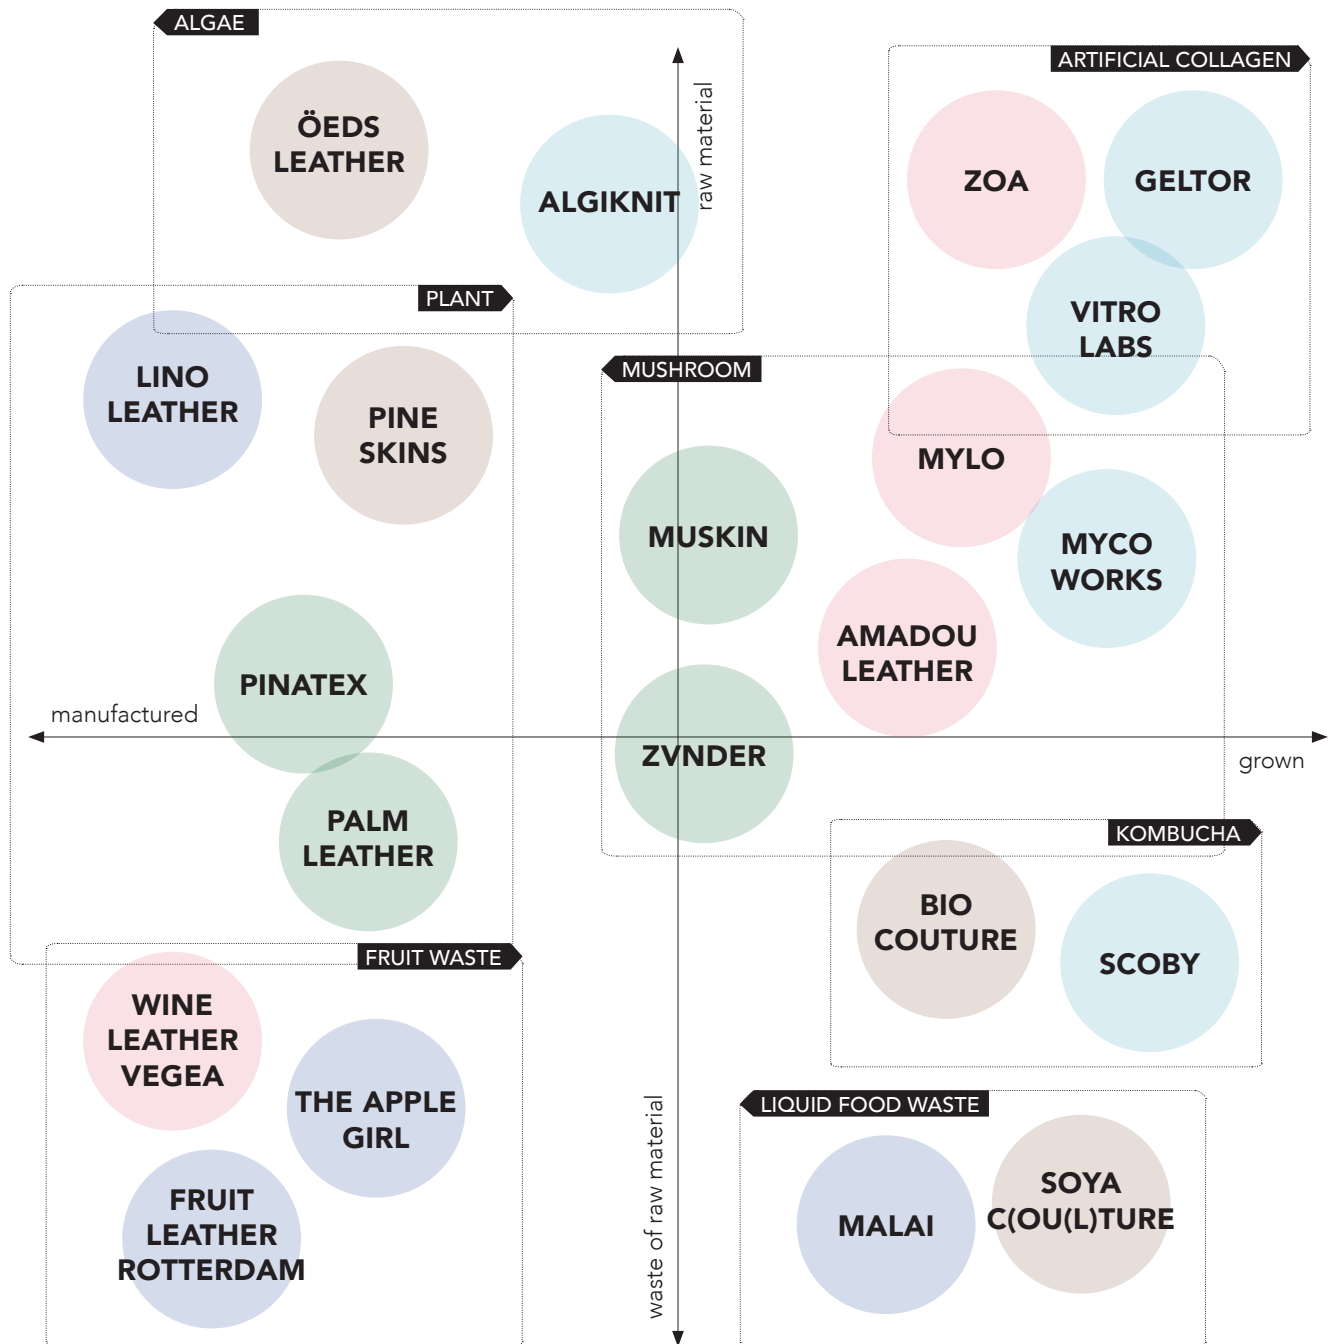 ALGAE
ARTIFICIAL COLLAGEN
raw material
ÖEDS
LEATHER
ALGIKNIT
ZOA
GELTOR
PLANT
VITRO
LABS
LINO
LEATHER
PINE
SKINS
MUSHROOM
MYLO
MUSKIN
MYCO
WORKS
AMADOU
LEATHER
PINATEX
manufactured
ZVNDER
grown
PALM
LEATHER
KOMBUCHA
BIO
COUTURE
SCOBY
FRUIT WASTE
WINE
LEATHER
VEGEA
THE APPLE
GIRL
FRUIT
LEATHER
ROTTERDAM
waste of raw material
LIQUID FOOD WASTE
MALAI
SOYA
C(OU(L)TURE